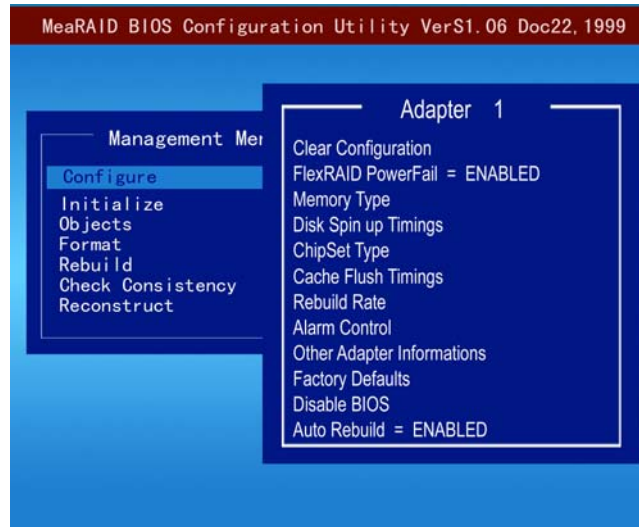 MeaRAID BIOS Configuration Utility VerS1.06 Doc22,1999
Management Mer
Configure
Initialize
Objects
Format
Rebuild
Check Consistency
Reconstruct
Adapter 1
Clear Configuration
FlexRAID PowerFail = ENABLED
Memory Type
Disk Spin up Timings
ChipSet Type
Cache Flush Timings
Rebuild Rate
Alarm Control
Other Adapter Informations
Factory Defaults
Disable BIOS
Auto Rebuild = ENABLED